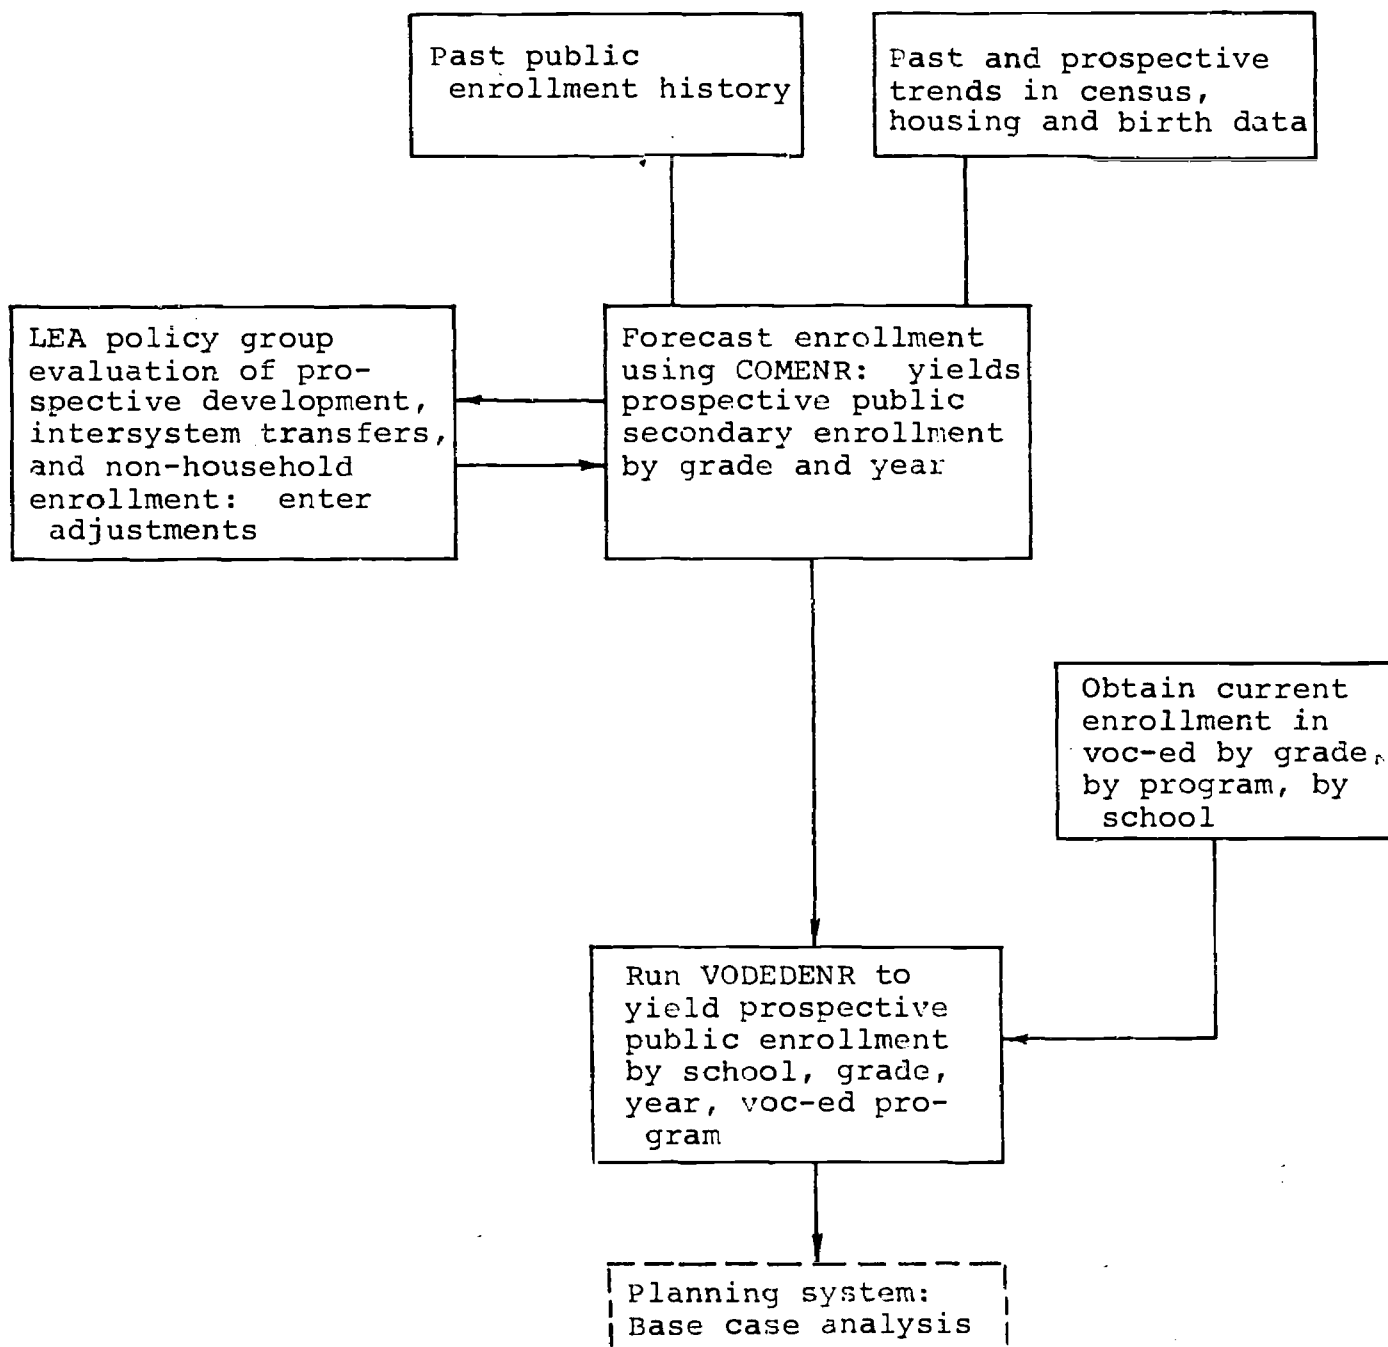 Past public
enrollment history
Past and prospective
trends in census,
housing and birth data
LEA policy group
evaluation of pro-
spective development,
intersystem transfers,
and non-household
enrollment: enter
adjustments
Forecast enrollment
using COMENR: yields
prospective public
secondary enrollment
by grade and year
Obtain current
enrollment in
voc-ed by grade,
by program, by
school
Run VODEDENR to
yield prospective
public enrollment
by school, grade,
year, voc-ed pro-
gram
Planning system:
Base case analysis